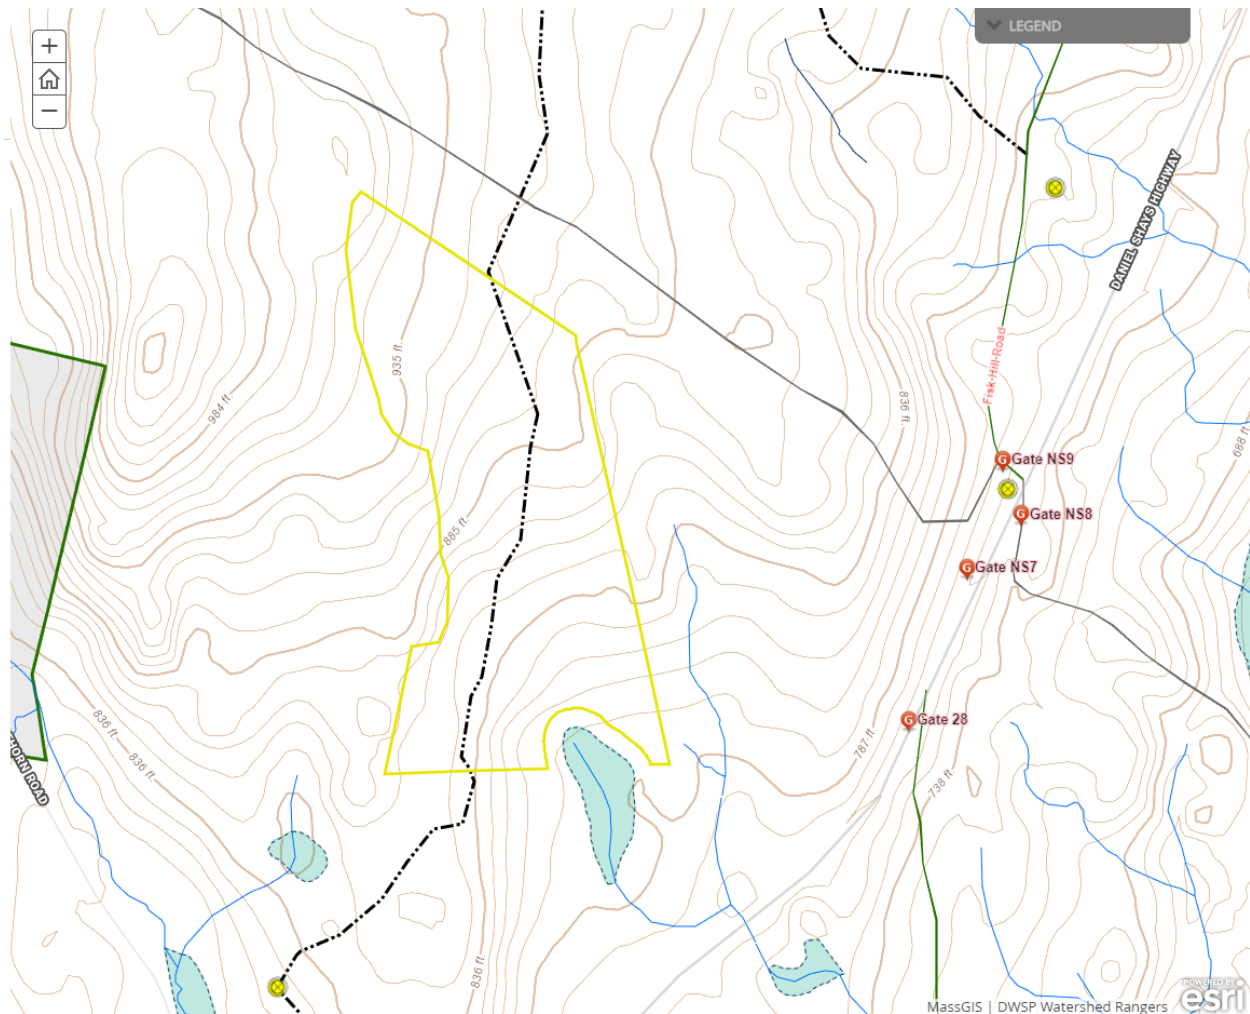 LEGEND
DANIEL SHAYS HIGHWAY
935 ft.
984 ft
836 ft
Fisk-Hill-Road
688 ft
Gate NS9
Gate NS8
885 ft.
Gate NS7
836 ft.
836 ft
HORN ROAD
Gate 28
787 ft.
738 ft.
836 ft.
POWERED BY
esri
MassGIS | DWSP Watershed Rangers